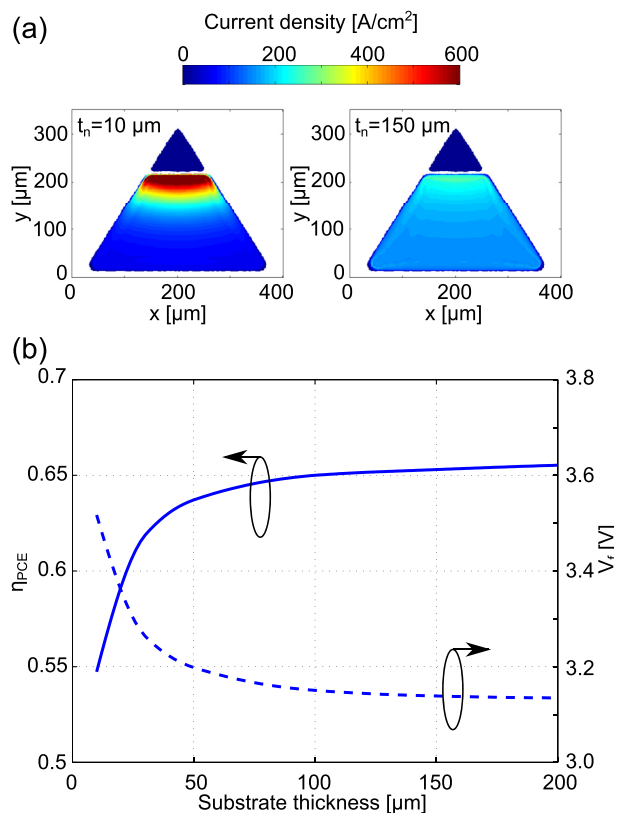 (a)
Current density [A/cm²]
0 200 400 600
tₙ=10 µm
tₙ=150 µm
y [µm]
300
200
100
0
0 200 400
x [µm]
y [µm]
300
200
100
0
0 200 400
x [µm]
(b)
η_PCE
0.7
0.65
0.6
0.55
0.5
3.8
3.6
3.4
3.2
3.0
V_f [V]
0 50 100 150 200
Substrate thickness [µm]